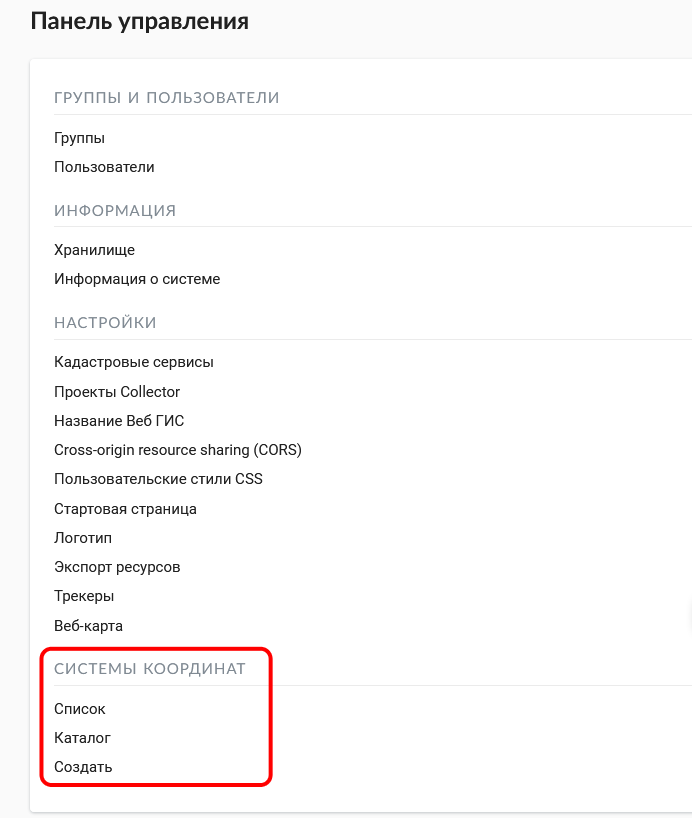 Панель управления
ГРУППЫ И ПОЛЬЗОВАТЕЛИ
Группы
Пользователи
ИНФОРМАЦИЯ
Хранилище
Информация о системе
НАСТРОЙКИ
Кадастровые сервисы
Проекты Collector
Название Веб ГИС
Cross-origin resource sharing (CORS)
Пользовательские стили CSS
Стартовая страница
Логотип
Экспорт ресурсов
Трекеры
Веб-карта
СИСТЕМЫ КООРДИНАТ
Список
Каталог
Создать